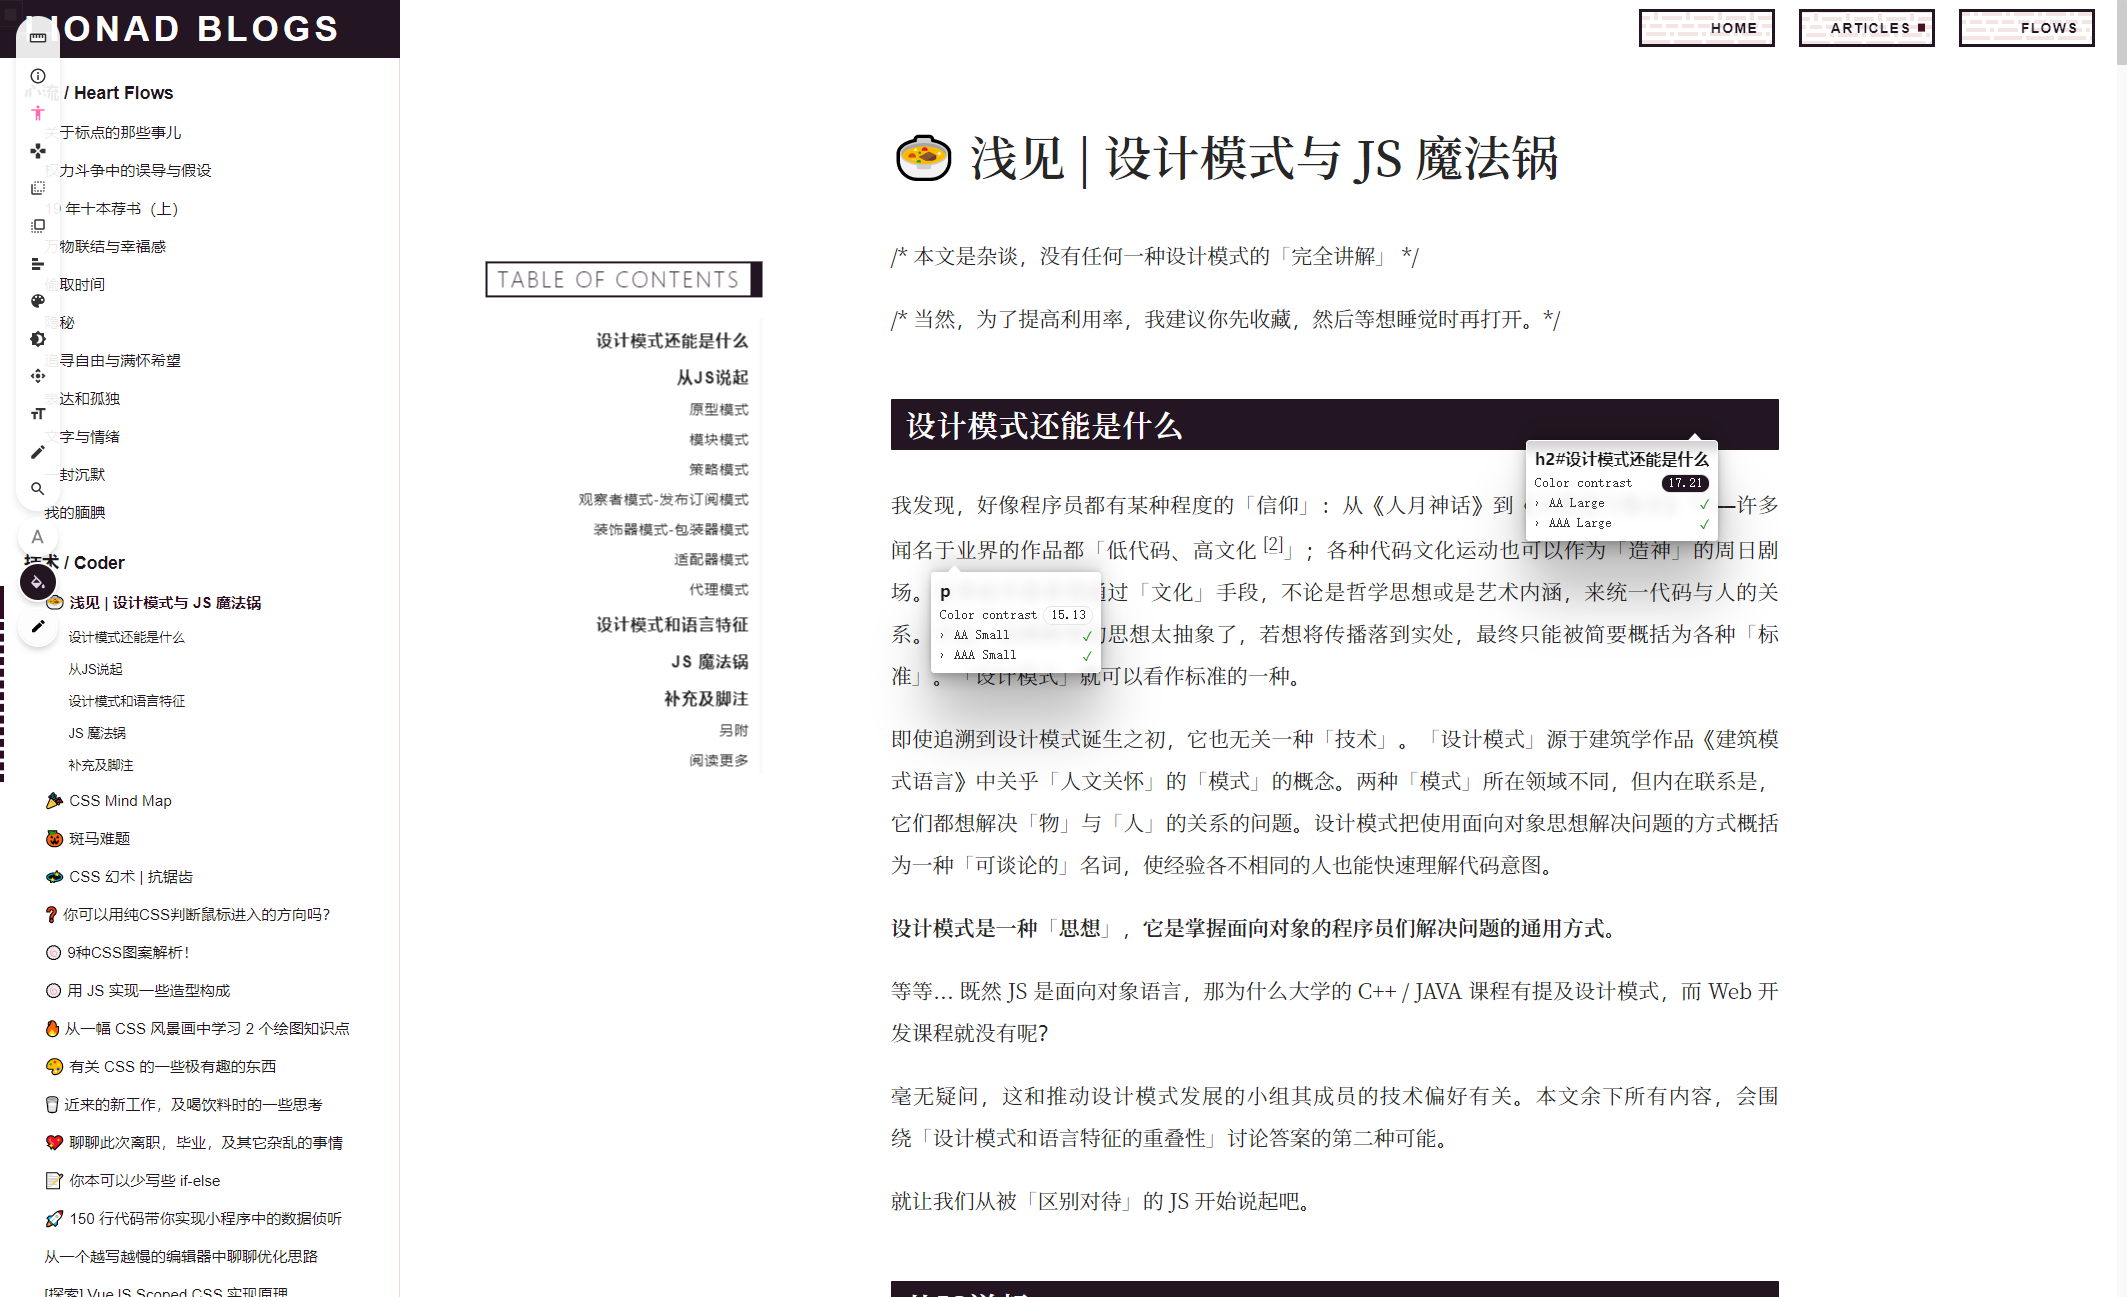 IONAD BLOGS
HOME
ARTICLES
FLOWS
/ Heart Flows
关于标点的那些事儿
权力斗争中的误导与假设
19 年十本荐书（上）
万物联结与幸福感
偷取时间
隐秘
追寻自由与满怀希望
表达和孤独
文字与情绪
一封沉默
我的腼腆
技术 / Coder
浅见 | 设计模式与 JS 魔法锅
设计模式还能是什么
从JS说起
设计模式和语言特征
JS 魔法锅
补充及脚注
CSS Mind Map
斑马难题
CSS 幻术 | 抗锯齿
你可以用纯CSS判断鼠标进入的方向吗？
9种CSS图案解析！
用 JS 实现一些造型构成
从一幅 CSS 风景画中学习 2 个绘图知识点
有关 CSS 的一些极有趣的东西
近来的新工作，及喝饮料时的一些思考
聊聊此次离职，毕业，及其它杂乱的事情
你本可以少写些 if-else
150 行代码带你实现小程序中的数据侦听
从一个越写越慢的编辑器中聊聊优化思路
[探索] VueJS Scoped CSS 实现原理
TABLE OF CONTENTS
设计模式还能是什么
从JS说起
原型模式
模块模式
策略模式
观察者模式-发布订阅模式
装饰器模式-包装器模式
适配器模式
代理模式
设计模式和语言特征
JS 魔法锅
补充及脚注
另附
阅读更多
浅见 | 设计模式与 JS 魔法锅
/* 本文是杂谈，没有任何一种设计模式的「完全讲解」 */
/* 当然，为了提高利用率，我建议你先收藏，然后等想睡觉时再打开。*/
设计模式还能是什么
h2#设计模式还能是什么
Color contrast 17.21
› AA Large ✓
› AAA Large ✓
我发现，好像程序员都有某种程度的「信仰」：从《人月神话》到 —许多
闻名于业界的作品都「低代码、高文化 [2]」；各种代码文化运动也可以作为「造神」的周日剧
场。 通过「文化」手段，不论是哲学思想或是艺术内涵，来统一代码与人的关
系。 的思想太抽象了，若想将传播落到实处，最终只能被简要概括为各种「标
准」。「设计模式」就可以看作标准的一种。
p
Color contrast 15.13
› AA Small ✓
› AAA Small ✓
即使追溯到设计模式诞生之初，它也无关一种「技术」。「设计模式」源于建筑学作品《建筑模
式语言》中关乎「人文关怀」的「模式」的概念。两种「模式」所在领域不同，但内在联系是，
它们都想解决「物」与「人」的关系的问题。设计模式把使用面向对象思想解决问题的方式概括
为一种「可谈论的」名词，使经验各不相同的人也能快速理解代码意图。
设计模式是一种「思想」，它是掌握面向对象的程序员们解决问题的通用方式。
等等… 既然 JS 是面向对象语言，那为什么大学的 C++ / JAVA 课程有提及设计模式，而 Web 开
发课程就没有呢？
毫无疑问，这和推动设计模式发展的小组其成员的技术偏好有关。本文余下所有内容，会围
绕「设计模式和语言特征的重叠性」讨论答案的第二种可能。
就让我们从被「区别对待」的 JS 开始说起吧。